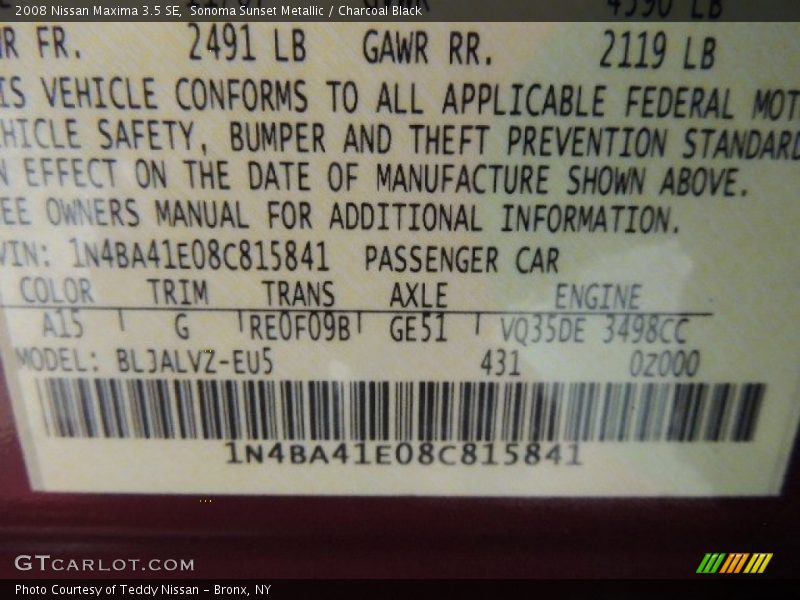 2008 Nissan Maxima 3.5 SE, Sonoma Sunset Metallic / Charcoal Black
4590 LB
R FR. 2491 LB GAWR RR. 2119 LB
IS VEHICLE CONFORMS TO ALL APPLICABLE FEDERAL MOT
HICLE SAFETY, BUMPER AND THEFT PREVENTION STANDARD
N EFFECT ON THE DATE OF MANUFACTURE SHOWN ABOVE.
EE OWNERS MANUAL FOR ADDITIONAL INFORMATION.
VIN: 1N4BA41E08C815841 PASSENGER CAR
COLOR TRIM TRANS AXLE ENGINE
A15 G RE0F09B GE51 VQ35DE 3498CC
MODEL: BLJALVZ-EU5 431 0Z000
1N4BA41E08C815841
GTCARLOT.COM
Photo Courtesy of Teddy Nissan - Bronx, NY